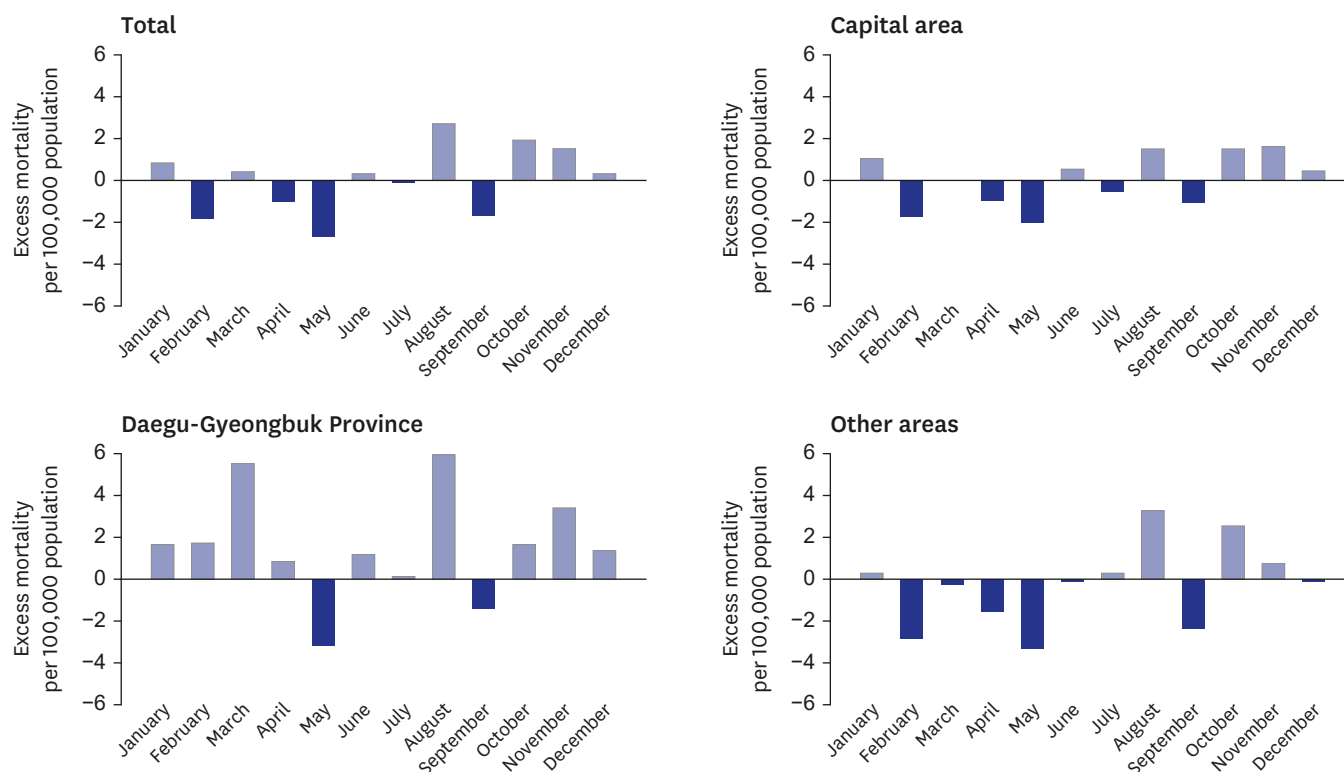 Total
Excess mortality
per 100,000 population
6
4
2
0
−2
−4
−6
January
February
March
April
May
June
July
August
September
October
November
December
Capital area
Excess mortality
per 100,000 population
6
4
2
0
−2
−4
−6
January
February
March
April
May
June
July
August
September
October
November
December
Daegu-Gyeongbuk Province
Excess mortality
per 100,000 population
6
4
2
0
−2
−4
−6
January
February
March
April
May
June
July
August
September
October
November
December
Other areas
Excess mortality
per 100,000 population
6
4
2
0
−2
−4
−6
January
February
March
April
May
June
July
August
September
October
November
December